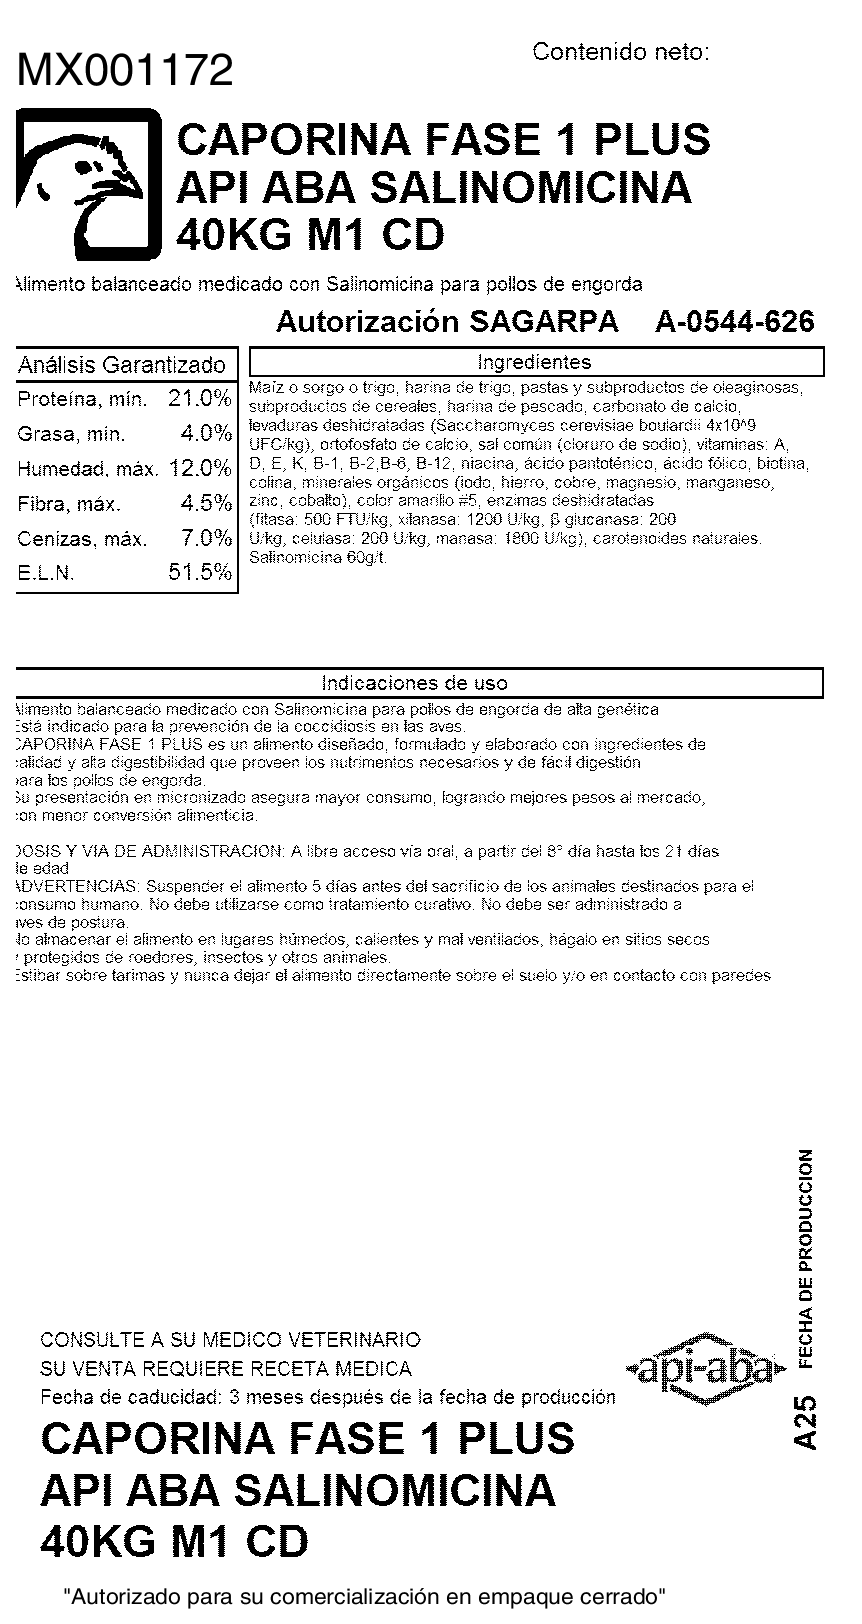 Contenido neto:
MX001172
CAPORINA FASE 1 PLUS
API ABA SALINOMICINA
40KG M1 CD
Alimento balanceado medicado con Salinomicina para pollos de engorda
Autorización SAGARPA A-0544-626
Análisis Garantizado
Proteína, mín. 21.0%
Grasa, mín. 4.0%
Humedad, máx. 12.0%
Fibra, máx. 4.5%
Cenizas, máx. 7.0%
E.L.N. 51.5%
Ingredientes
Maíz o sorgo o trigo, harina de trigo, pastas y subproductos de oleaginosas,
subproductos de cereales, harina de pescado, carbonato de calcio,
levaduras deshidratadas (Saccharomyces cerevisiae boulardii 4x10^9
UFC/kg), ortofosfato de calcio, sal común (cloruro de sodio), vitaminas: A,
D, E, K, B-1, B-2,B-6, B-12, niacina, ácido pantoténico, ácido fólico, biotina,
colina, minerales orgánicos (iodo, hierro, cobre, magnesio, manganeso,
zinc, cobalto), color amarillo #5, enzimas deshidratadas
(fitasa: 500 FTU/kg, xilanasa: 1200 U/kg, β glucanasa: 200
U/kg, celulasa: 200 U/kg, manasa: 1800 U/kg), carotenoides naturales.
Salinomicina 60g/t.
Indicaciones de uso
Alimento balanceado medicado con Salinomicina para pollos de engorda de alta genética
Está indicado para la prevención de la coccidiosis en las aves.
CAPORINA FASE 1 PLUS es un alimento diseñado, formulado y elaborado con ingredientes de
calidad y alta digestibilidad que proveen los nutrimentos necesarios y de fácil digestión
para los pollos de engorda.
Su presentación en micronizado asegura mayor consumo, logrando mejores pesos al mercado,
con menor conversión alimenticia.
DOSIS Y VIA DE ADMINISTRACION: A libre acceso vía oral, a partir del 8° día hasta los 21 días
de edad
ADVERTENCIAS: Suspender el alimento 5 días antes del sacrificio de los animales destinados para el
consumo humano. No debe utilizarse como tratamiento curativo. No debe ser administrado a
aves de postura.
No almacenar el alimento en lugares húmedos, calientes y mal ventilados, hágalo en sitios secos
y protegidos de roedores, insectos y otros animales.
Estibar sobre tarimas y nunca dejar el alimento directamente sobre el suelo y/o en contacto con paredes
A25 FECHA DE PRODUCCION
CONSULTE A SU MEDICO VETERINARIO
SU VENTA REQUIERE RECETA MEDICA
Fecha de caducidad: 3 meses después de la fecha de producción
api-aba
CAPORINA FASE 1 PLUS
API ABA SALINOMICINA
40KG M1 CD
"Autorizado para su comercialización en empaque cerrado"